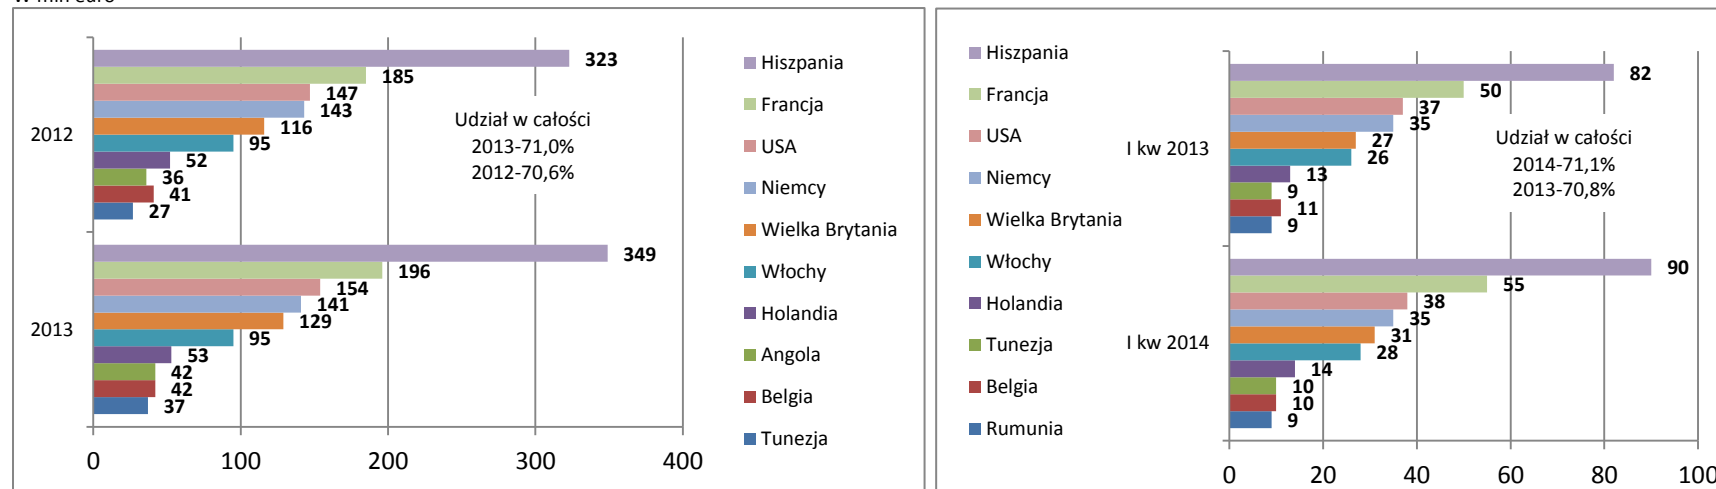 w mln euro
2012
323
185
147
143
116
95
52
36
41
27
2013
349
196
154
141
129
95
53
42
42
37
0 100 200 300 400
Udział w całości
2013-71,0%
2012-70,6%
Hiszpania
Francja
USA
Niemcy
Wielka Brytania
Włochy
Holandia
Angola
Belgia
Tunezja
Hiszpania
Francja
USA
Niemcy
Wielka Brytania
Włochy
Holandia
Tunezja
Belgia
Rumunia
I kw 2013
82
50
37
35
27
26
13
9
11
9
I kw 2014
90
55
38
35
31
28
14
10
10
9
0 20 40 60 80 100
Udział w całości
2014-71,1%
2013-70,8%